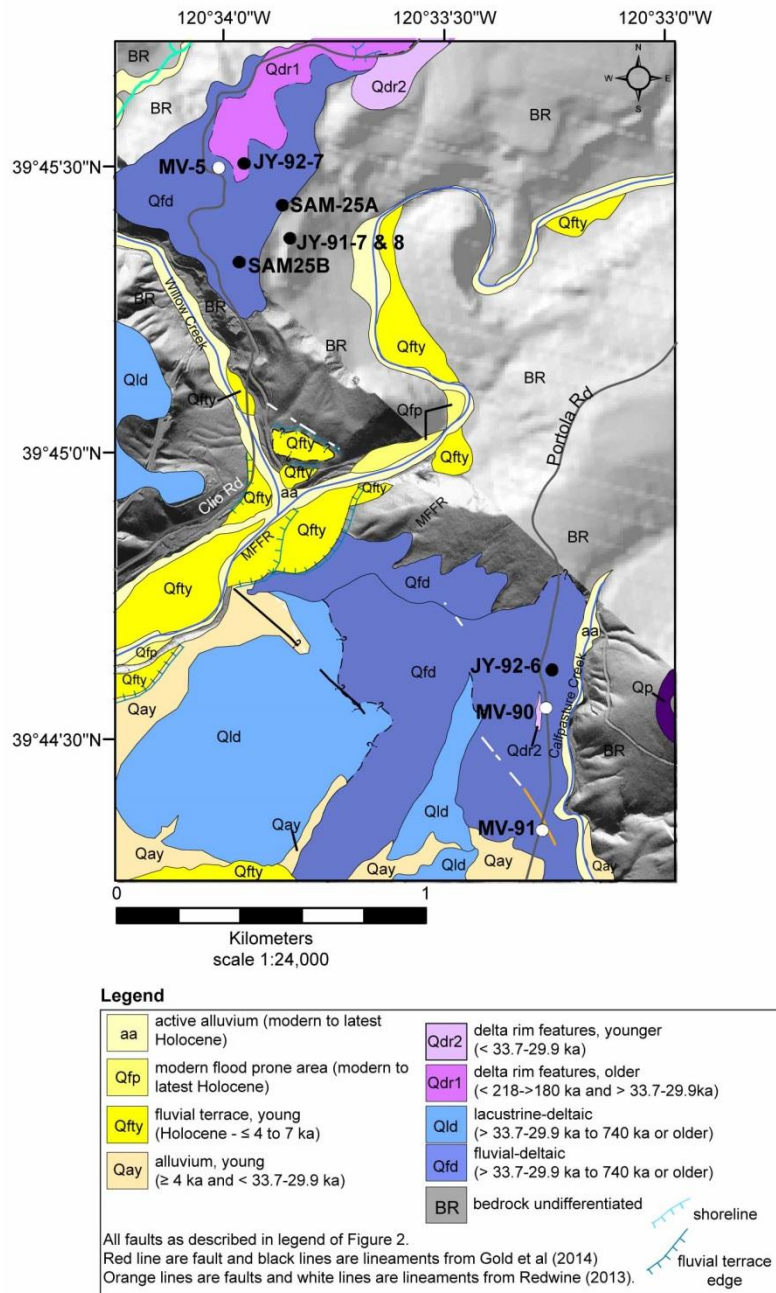 120°34'0"W 120°33'30"W 120°33'0"W
BR
Qdr1
Qdr2
N
W E
S
BR
BR
39°45'30"N
MV-5
JY-92-7
Qfd
SAM-25A
JY-91-7 & 8
SAM25B
Qfty
BR
BR
Willow Creek
BR
BR
Qld
Qfty
Qfty
Qfp
Portola Rd
39°45'0"N
Qfty
Qfty
Qfty
Clio Rd
Qfty
aa
Qfty
MFFR
Qfty
MFFR
BR
Qfty
Qfd
aa
Qfp
Qfd
JY-92-6
Qfty
Qay
MV-90
Calfpasture Creek
Qp
39°44'30"N
Qld
Qdr2
BR
Qay
Qld
MV-91
Qay
Qfty
Qay
Qld
Qay
Qay
0 1
Kilometers
scale 1:24,000
Legend
aa active alluvium (modern to latest
Holocene)
Qfp modern flood prone area (modern to
latest Holocene)
Qfty fluvial terrace, young
(Holocene - ≤ 4 to 7 ka)
Qay alluvium, young
(≥ 4 ka and < 33.7-29.9 ka)
Qdr2 delta rim features, younger
(< 33.7-29.9 ka)
Qdr1 delta rim features, older
(< 218->180 ka and > 33.7-29.9ka)
Qld lacustrine-deltaic
(> 33.7-29.9 ka to 740 ka or older)
Qfd fluvial-deltaic
(> 33.7-29.9 ka to 740 ka or older)
BR bedrock undifferentiated
shoreline
fluvial terrace
edge
All faults as described in legend of Figure 2.
Red line are fault and black lines are lineaments from Gold et al (2014)
Orange lines are faults and white lines are lineaments from Redwine (2013).